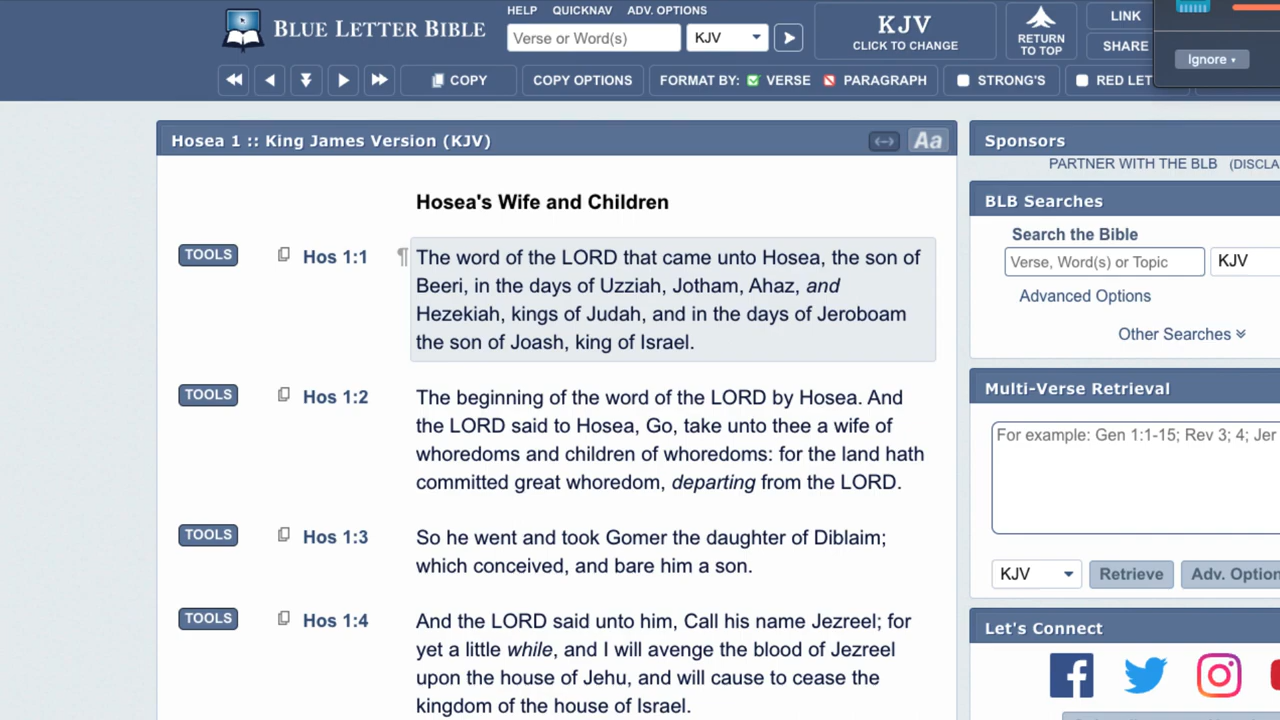 BLUE LETTER BIBLE
HELP QUICKNAV ADV. OPTIONS
Verse or Word(s) KJV
KJV
CLICK TO CHANGE
RETURN
TO TOP
LINK
SHARE
Ignore
COPY COPY OPTIONS FORMAT BY: VERSE PARAGRAPH STRONG'S RED LET
Hosea 1 :: King James Version (KJV) Aa
Hosea's Wife and Children
TOOLS Hos 1:1 ¶ The word of the LORD that came unto Hosea, the son of
Beeri, in the days of Uzziah, Jotham, Ahaz, and
Hezekiah, kings of Judah, and in the days of Jeroboam
the son of Joash, king of Israel.
TOOLS Hos 1:2 The beginning of the word of the LORD by Hosea. And
the LORD said to Hosea, Go, take unto thee a wife of
whoredoms and children of whoredoms: for the land hath
committed great whoredom, departing from the LORD.
TOOLS Hos 1:3 So he went and took Gomer the daughter of Diblaim;
which conceived, and bare him a son.
TOOLS Hos 1:4 And the LORD said unto him, Call his name Jezreel; for
yet a little while, and I will avenge the blood of Jezreel
upon the house of Jehu, and will cause to cease the
kingdom of the house of Israel.
Sponsors
PARTNER WITH THE BLB (DISCLA
BLB Searches
Search the Bible
Verse, Word(s) or Topic KJV
Advanced Options
Other Searches
Multi-Verse Retrieval
For example: Gen 1:1-15; Rev 3; 4; Jer
KJV Retrieve Adv. Option
Let's Connect